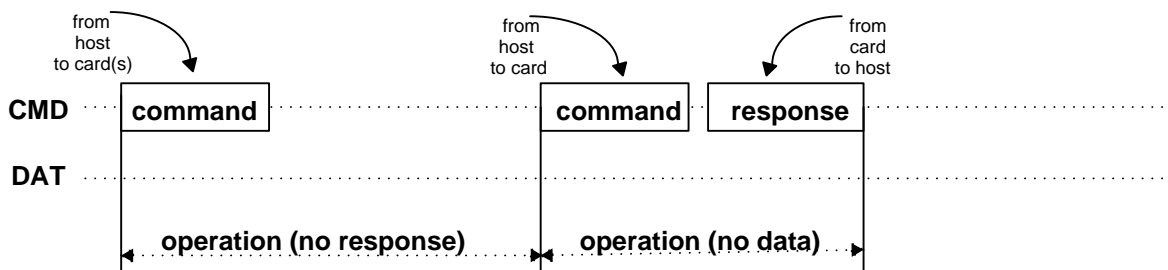 from
host
to card(s)
from
host
to card
from
card
to host
CMD
command
command
response
DAT
operation (no response)
operation (no data)